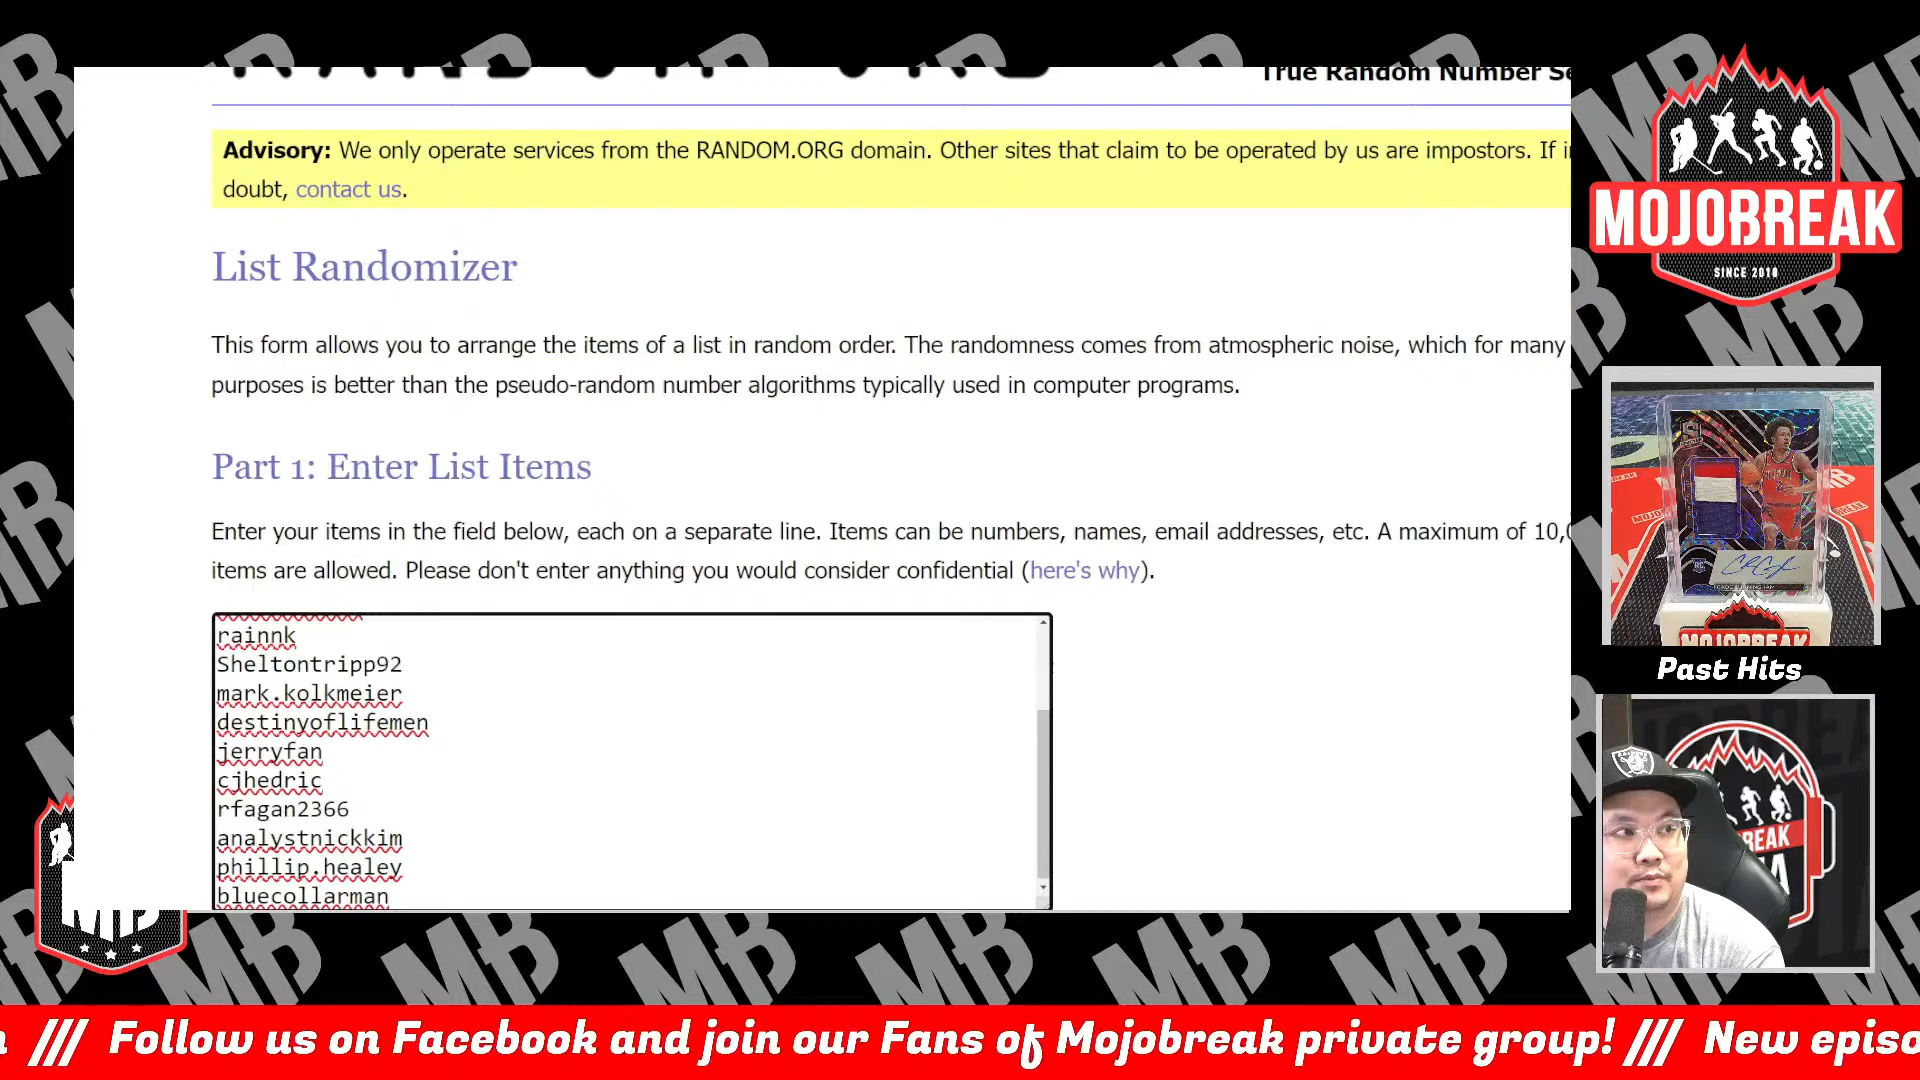 True Random Number Se
Advisory: We only operate services from the RANDOM.ORG domain. Other sites that claim to be operated by us are impostors. If in
doubt, contact us.
List Randomizer
This form allows you to arrange the items of a list in random order. The randomness comes from atmospheric noise, which for many
purposes is better than the pseudo-random number algorithms typically used in computer programs.
Part 1: Enter List Items
Enter your items in the field below, each on a separate line. Items can be numbers, names, email addresses, etc. A maximum of 10,0
items are allowed. Please don't enter anything you would consider confidential (here's why).
rainnk
Sheltontripp92
mark.kolkmeier
destinyoflifemen
jerryfan
cjhedric
rfagan2366
analystnickkim
phillip.healey
bluecollarman
MOJOBREAK
SINCE 2010
MOJOBREAK
Past Hits
MB
/// Follow us on Facebook and join our Fans of Mojobreak private group! /// New episo